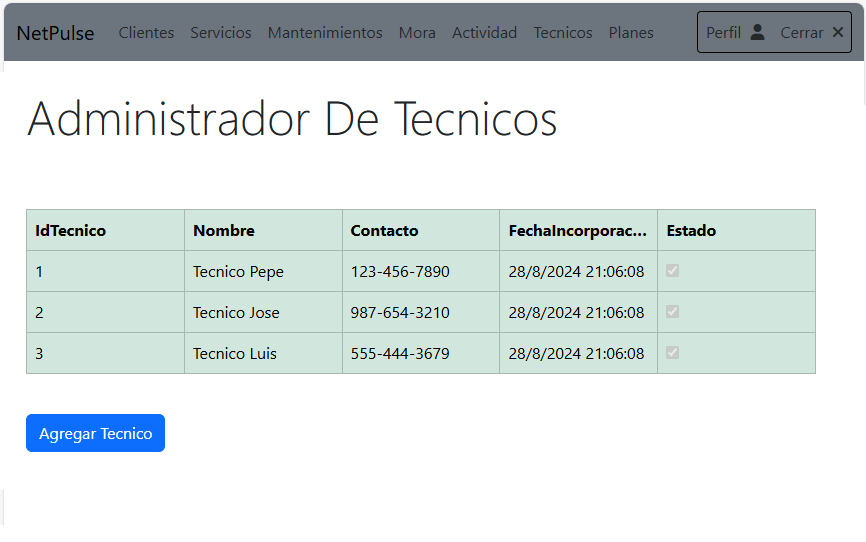 NetPulse Clientes Servicios Mantenimientos Mora Actividad Tecnicos Planes Perfil Cerrar
Administrador De Tecnicos
IdTecnico Nombre Contacto FechaIncorporac... Estado
1 Tecnico Pepe 123-456-7890 28/8/2024 21:06:08
2 Tecnico Jose 987-654-3210 28/8/2024 21:06:08
3 Tecnico Luis 555-444-3679 28/8/2024 21:06:08
Agregar Tecnico